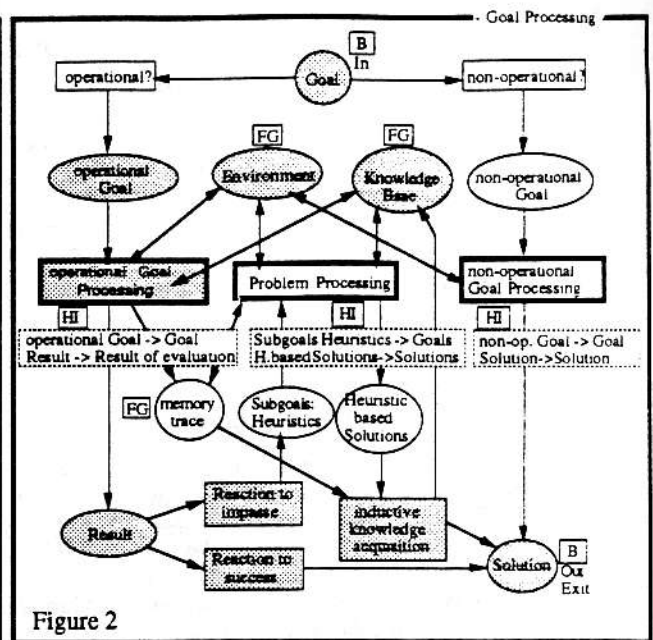 - Goal Processing
B
In
operational?
Goal
non-operational?
FG
FG
operational
Goal
Environment
Knowledge
Base
non-operational
Goal
operational Goal
Processing
Problem Processing
non-operational
Goal Processing
HI
HI
HI
operational Goal -> Goal
Result -> Result of evaluation
Subgoals Heuristics -> Goals
H.based Solutions->Solutions
non-op. Goal -> Goal
Solution->Solution
FG
memory
trace
Subgoals:
Heuristics
Heuristic
based
Solutions
Result
Reaction to
impasse
Reaction to
success
inductive
knowledge
acquisition
Solution
B
Out
Exit
Figure 2